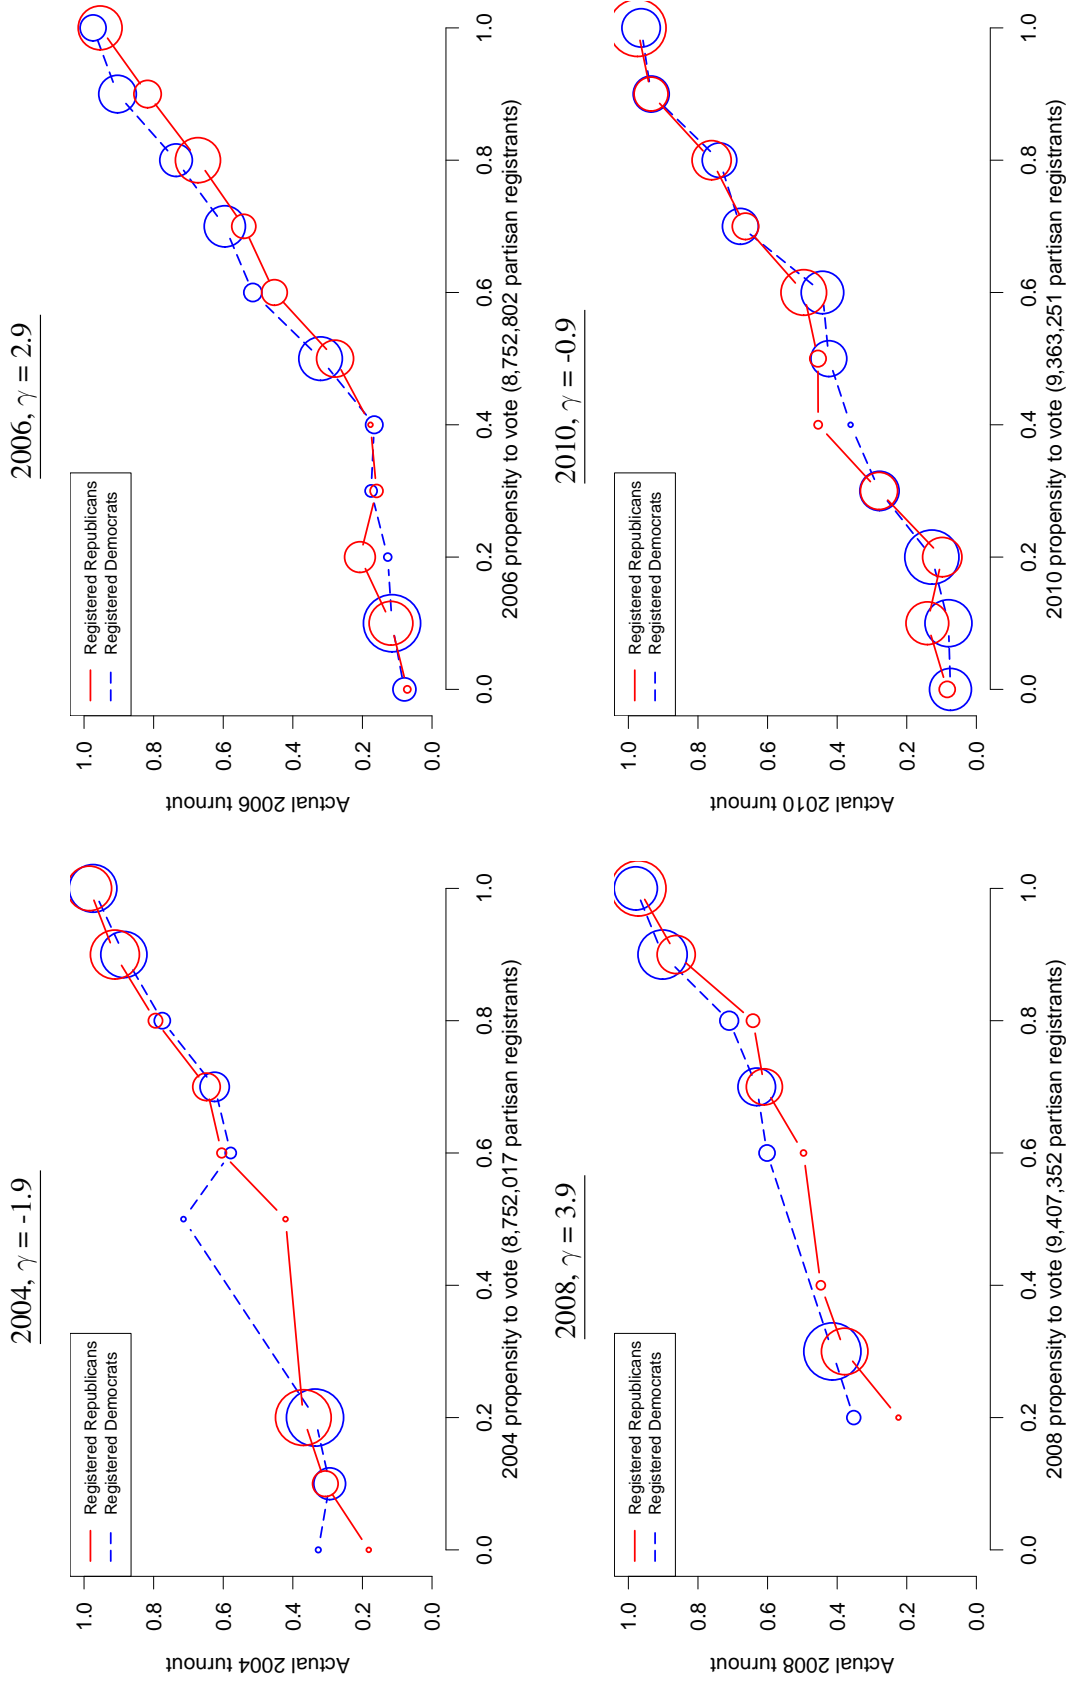 2004, γ = -1.9
Registered Republicans
Registered Democrats
Actual 2004 turnout
1.0
0.8
0.6
0.4
0.2
0.0
0.0 0.2 0.4 0.6 0.8 1.0
2004 propensity to vote (8,752,017 partisan registrants)
2006, γ = 2.9
Registered Republicans
Registered Democrats
Actual 2006 turnout
1.0
0.8
0.6
0.4
0.2
0.0
0.0 0.2 0.4 0.6 0.8 1.0
2006 propensity to vote (8,752,802 partisan registrants)
2008, γ = 3.9
Registered Republicans
Registered Democrats
Actual 2008 turnout
1.0
0.8
0.6
0.4
0.2
0.0
0.0 0.2 0.4 0.6 0.8 1.0
2008 propensity to vote (9,407,352 partisan registrants)
2010, γ = -0.9
Registered Republicans
Registered Democrats
Actual 2010 turnout
1.0
0.8
0.6
0.4
0.2
0.0
0.0 0.2 0.4 0.6 0.8 1.0
2010 propensity to vote (9,363,251 partisan registrants)